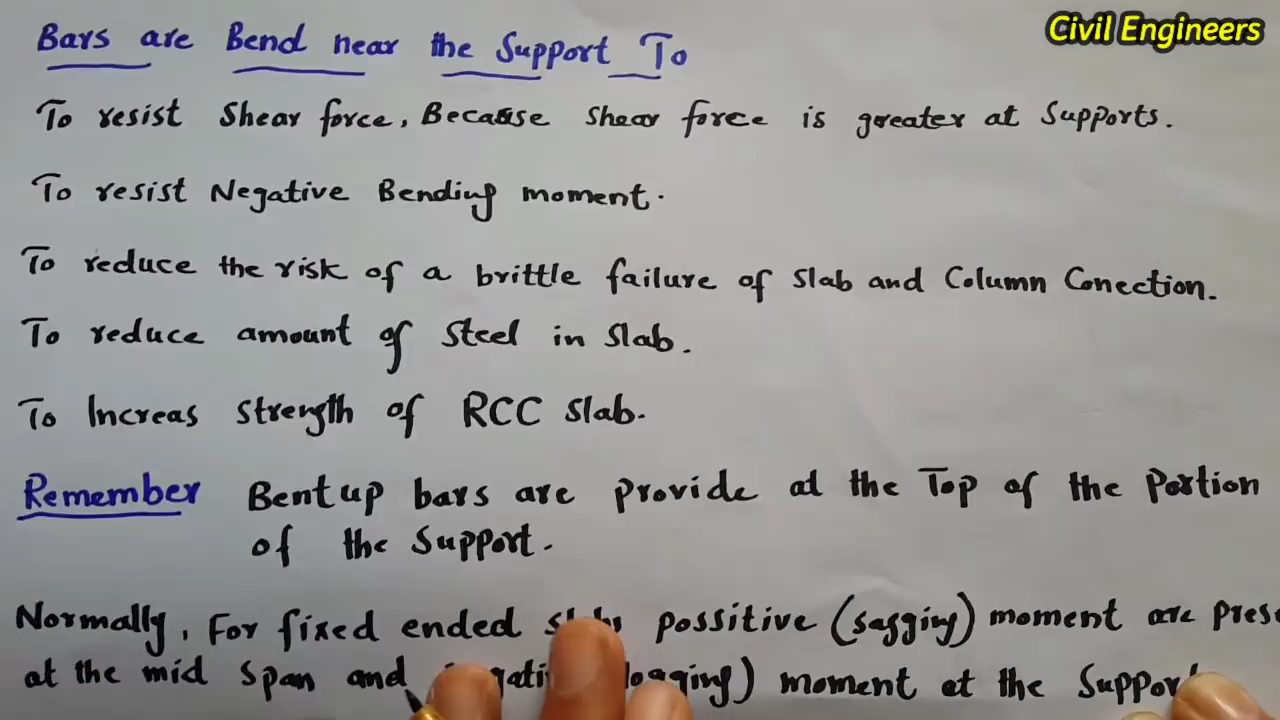 Civil Engineers
Bars are Bend near the Support To
To resist Shear force, Because shear force is greater at Supports.
To resist Negative Bending moment.
To reduce the risk of a brittle failure of slab and Column Conection.
To reduce amount of Steel in Slab.
To Increas strength of RCC slab.
Remember Bentup bars are provide at the Top of the Portion
of the Support.
Normally, For fixed ended possitive (sagging) moment are
at the mid span and moment at the